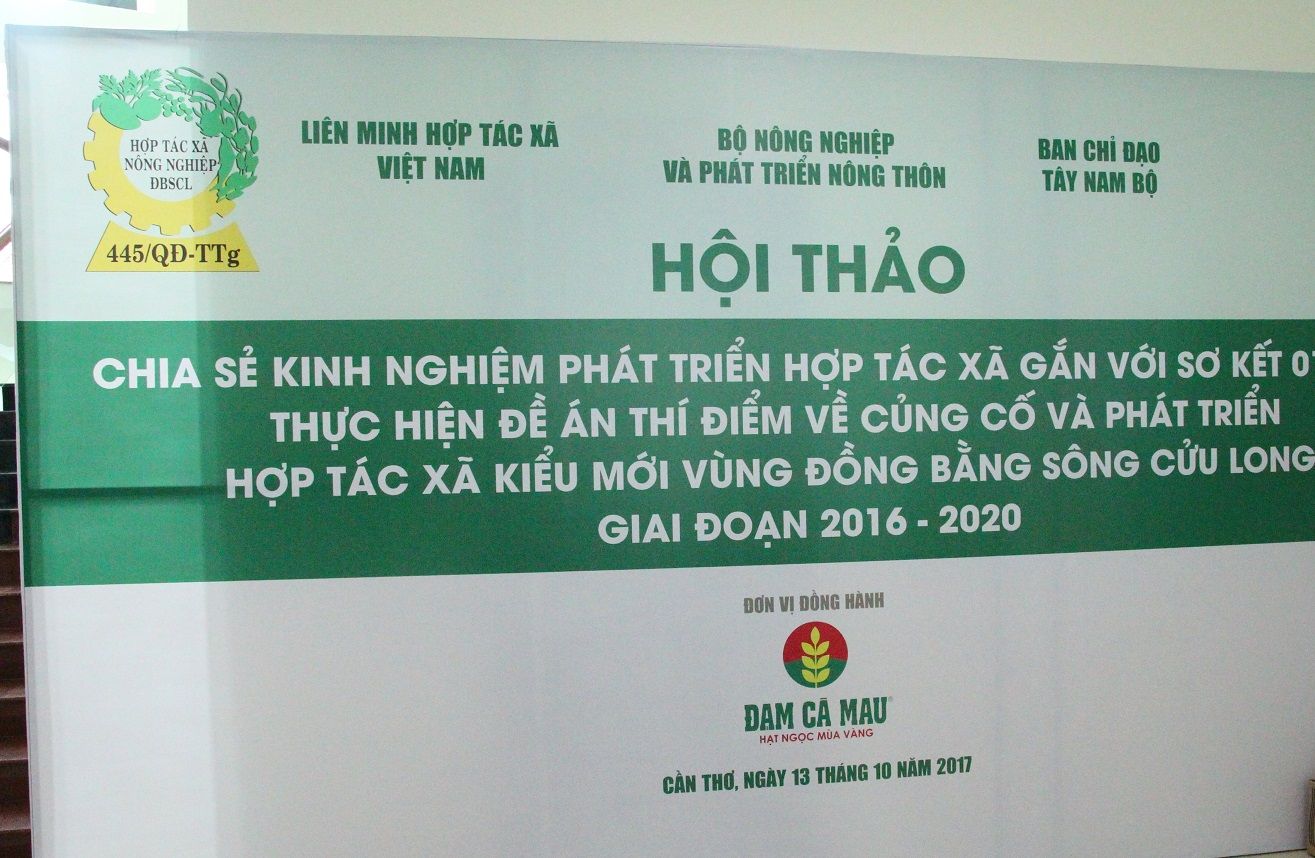 HỢP TÁC XÃ
NÔNG NGHIỆP
ĐBSCL
445/QĐ-TTg
LIÊN MINH HỢP TÁC XÃ
VIỆT NAM
BỘ NÔNG NGHIỆP
VÀ PHÁT TRIỂN NÔNG THÔN
BAN CHỈ ĐẠO
TÂY NAM BỘ
HỘI THẢO
CHIA SẺ KINH NGHIỆM PHÁT TRIỂN HỢP TÁC XÃ GẮN VỚI SƠ KẾT 0
THỰC HIỆN ĐỀ ÁN THÍ ĐIỂM VỀ CỦNG CỐ VÀ PHÁT TRIỂN
HỢP TÁC XÃ KIỂU MỚI VÙNG ĐỒNG BẰNG SÔNG CỬU LONG
GIAI ĐOẠN 2016 - 2020
ĐƠN VỊ ĐỒNG HÀNH
ĐẠM CÀ MAU®
HẠT NGỌC MÙA VÀNG
CẦN THƠ, NGÀY 13 THÁNG 10 NĂM 2017